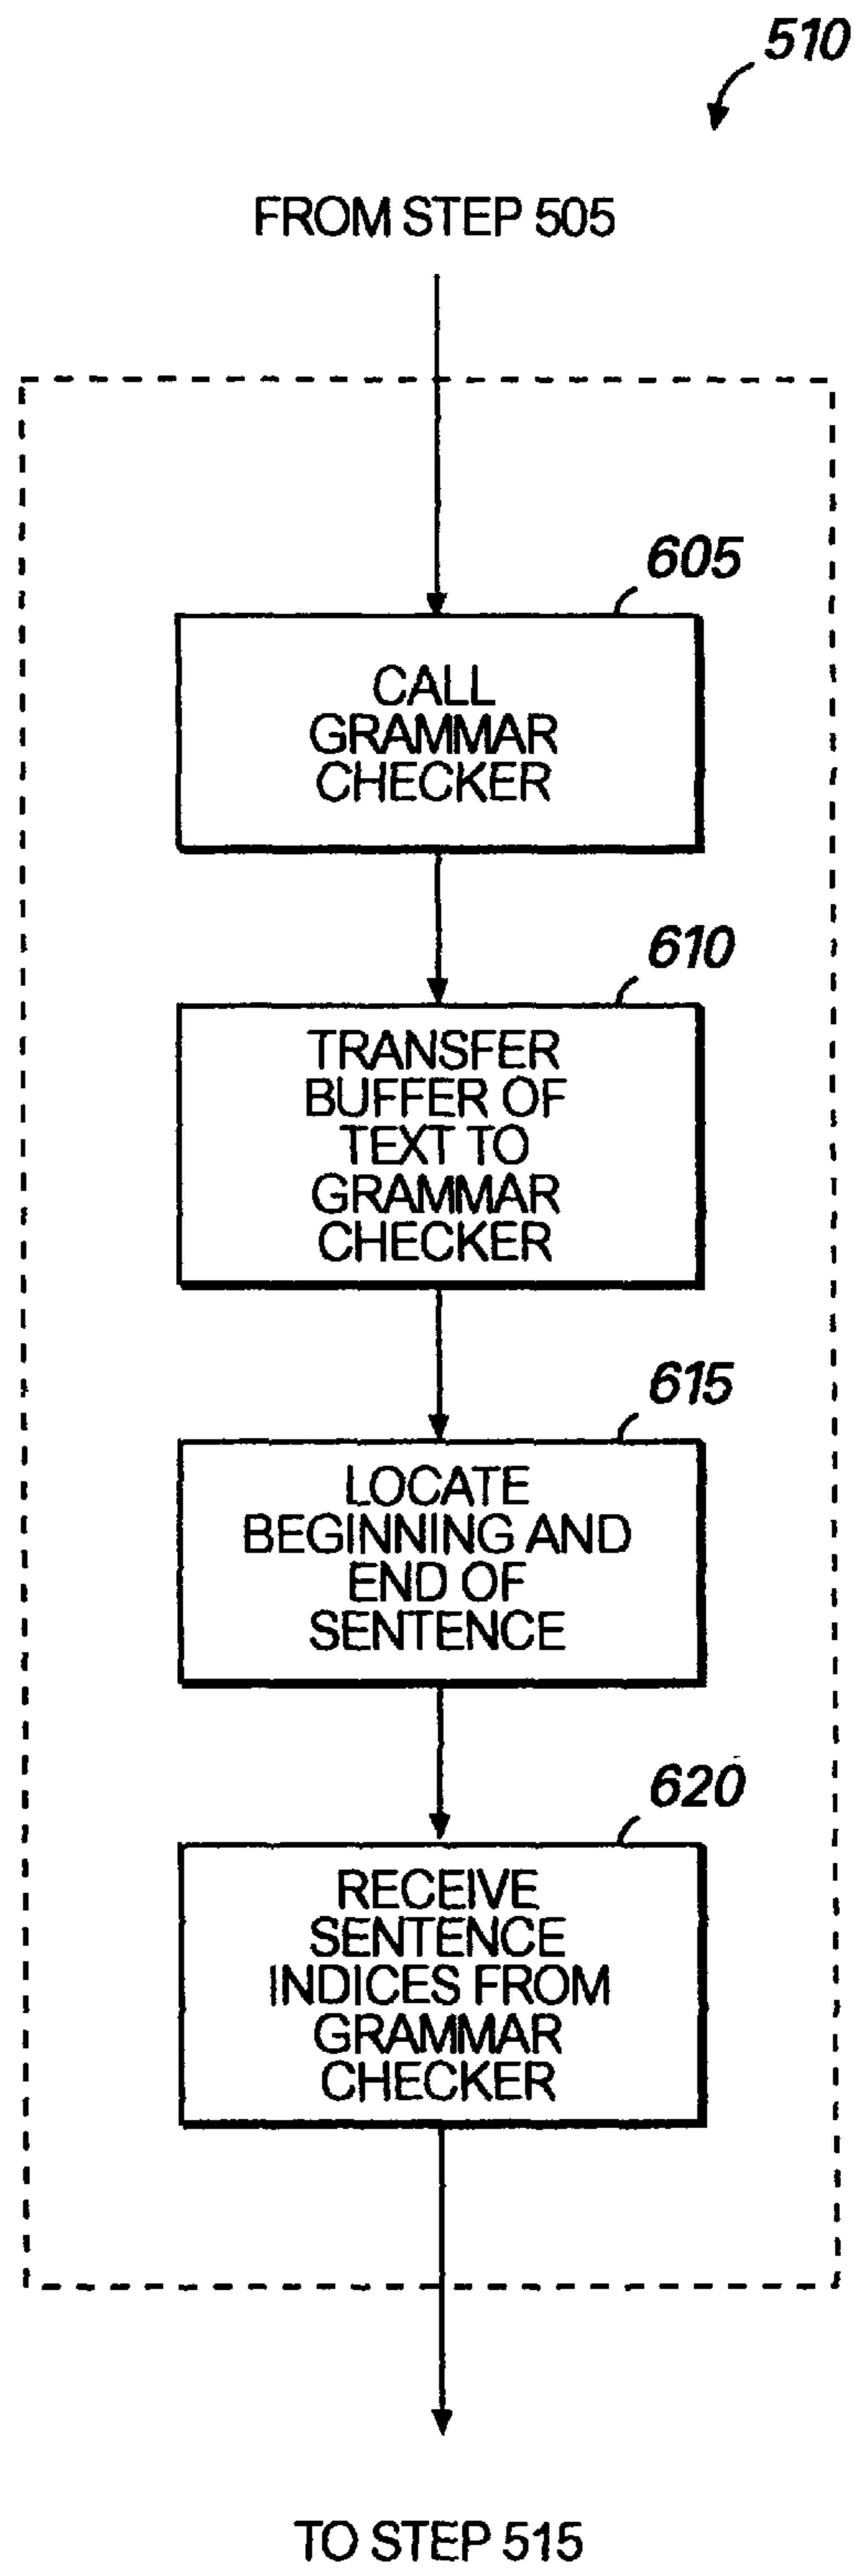 510
FROM STEP 505
605
CALL
GRAMMAR
CHECKER
610
TRANSFER
BUFFER OF
TEXT TO
GRAMMAR
CHECKER
615
LOCATE
BEGINNING AND
END OF
SENTENCE
620
RECEIVE
SENTENCE
INDICES FROM
GRAMMAR
CHECKER
TO STEP 515